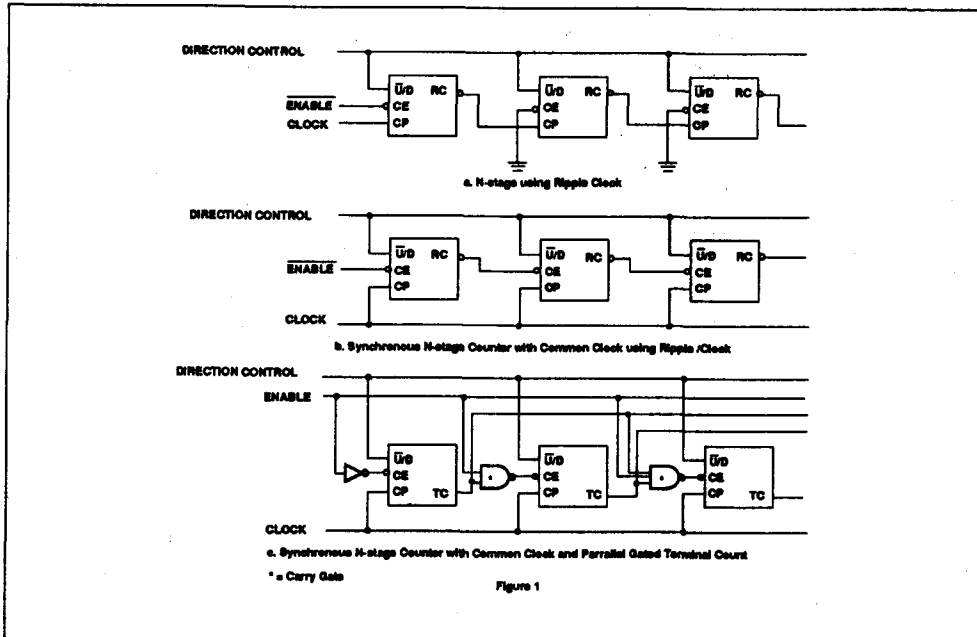 DIRECTION CONTROL
U̅/D RC
U̅/D RC
U̅/D RC
ENABLE
CE
CE
CE
CLOCK
CP
CP
CP
a. N-stage using Ripple Clock
DIRECTION CONTROL
U̅/D RC
U̅/D RC
U̅/D RC
ENABLE
CE
CE
CE
CP
CP
CP
CLOCK
b. Synchronous N-stage Counter with Common Clock using Ripple /Clock
DIRECTION CONTROL
ENABLE
U̅/D
U̅/D
U̅/D
CE
*
CE
*
CE
CP TC
CP TC
CP TC
CLOCK
c. Synchronous N-stage Counter with Common Clock and Parrallel Gated Terminal Count
* = Carry Gate
Figure 1